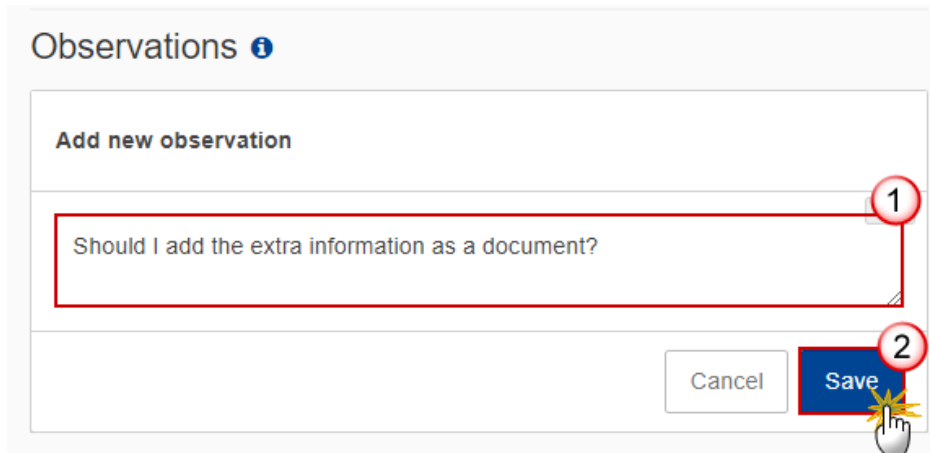 Observations
Add new observation
1
Should I add the extra information as a document?
2
Cancel Save